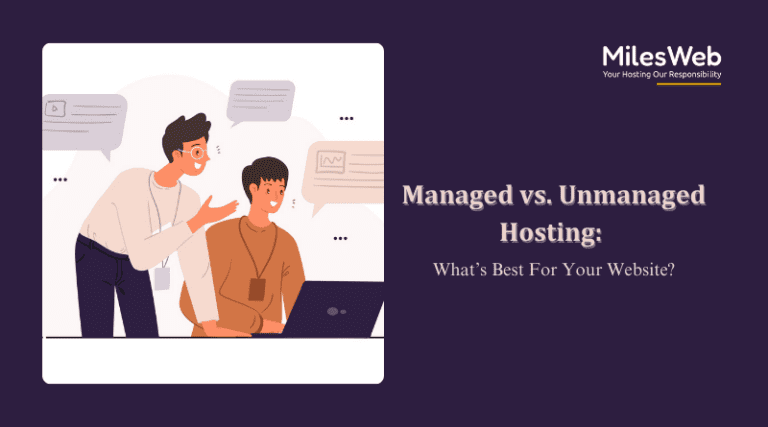 MilesWeb
Your Hosting Our Responsibility
Managed vs. Unmanaged
Hosting:
What's Best For Your Website?